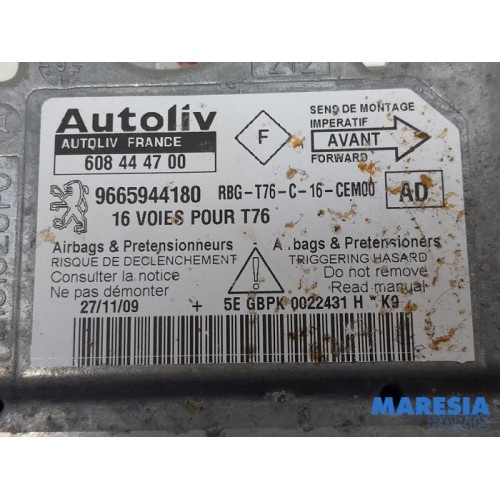 Autoliv
AUTOLIV FRANCE
608 44 47 00
F
SENS DE MONTAGE
IMPERATIF
AVANT
FORWARD
9665944180
RBG-T76-C-16-CEM00
AD
16 VOIES POUR T76
Airbags & Pretensionneurs
RISQUE DE DECLENCHEMENT
Consulter la notice
Ne pas démonter
A.rbags & Pretensioners
TRIGGERING HASARD
Do not remove
Read manual
27/11/09 + 5E GBPK 0022431 H * K9
MARESIA
PARTS